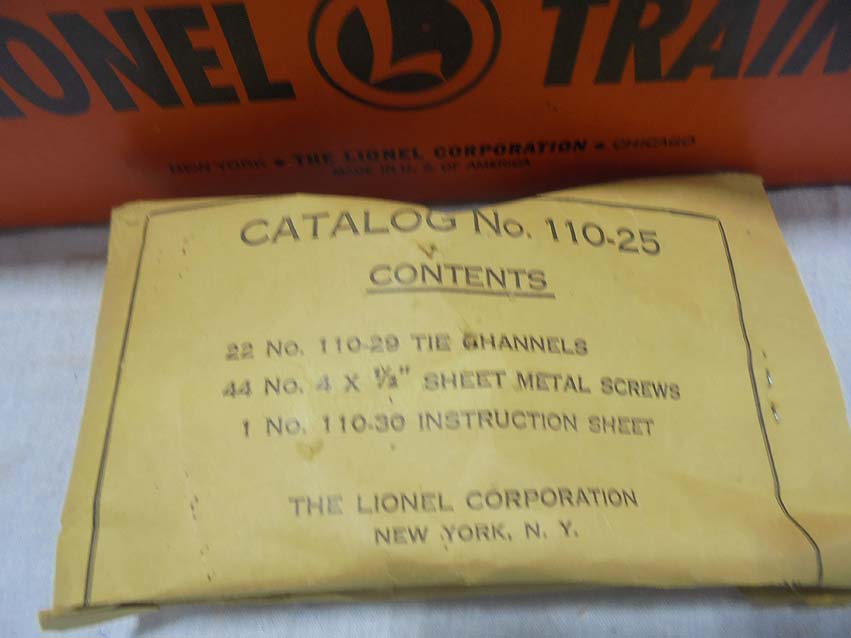 IONEL L TRAIN
NEW YORK • THE LIONEL CORPORATION • CHICAGO
MADE IN U. S. OF AMERICA
CATALOG No. 110-25
CONTENTS
22 No. 110-29 TIE CHANNELS
44 No. 4 X ½" SHEET METAL SCREWS
1 No. 110-30 INSTRUCTION SHEET
THE LIONEL CORPORATION
NEW YORK, N. Y.